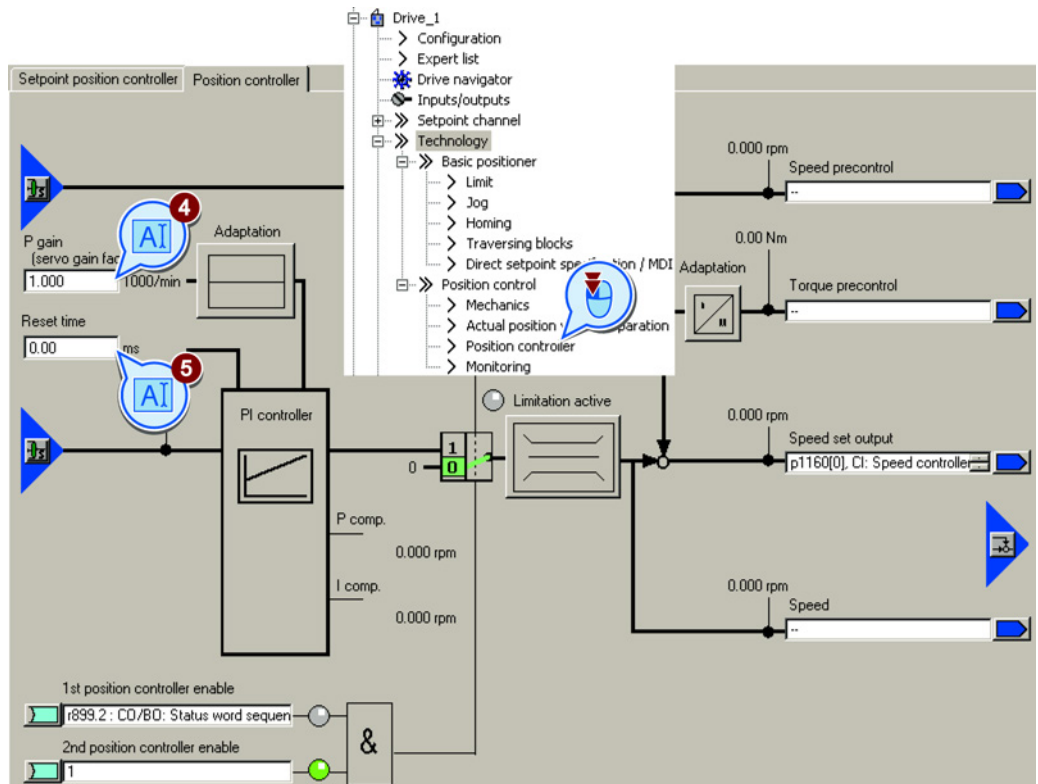 Drive_1
Configuration
Expert list
Drive navigator
Inputs/outputs
Setpoint channel
Technology
Basic positioner
Limit
Jog
Homing
Traversing blocks
Direct setpoint / MDI
Position control
Mechanics
Actual position
Position controller
Monitoring
Setpoint position controller Position controller
0.000 rpm
Speed precontrol
--
4
AI
P gain
(servo gain
1.000 1000/min
Adaptation
0.00 Nm
Adaptation
Torque precontrol
--
Reset time
0.00 ms
5
AI
PI controller
Limitation active
1
0 0
0.000 rpm
Speed set output
p1160[0], CI: Speed controller
P comp.
0.000 rpm
I comp.
0.000 rpm
0.000 rpm
Speed
--
1st position controller enable
r899.2 : CO/BO: Status word sequen
&
2nd position controller enable
1